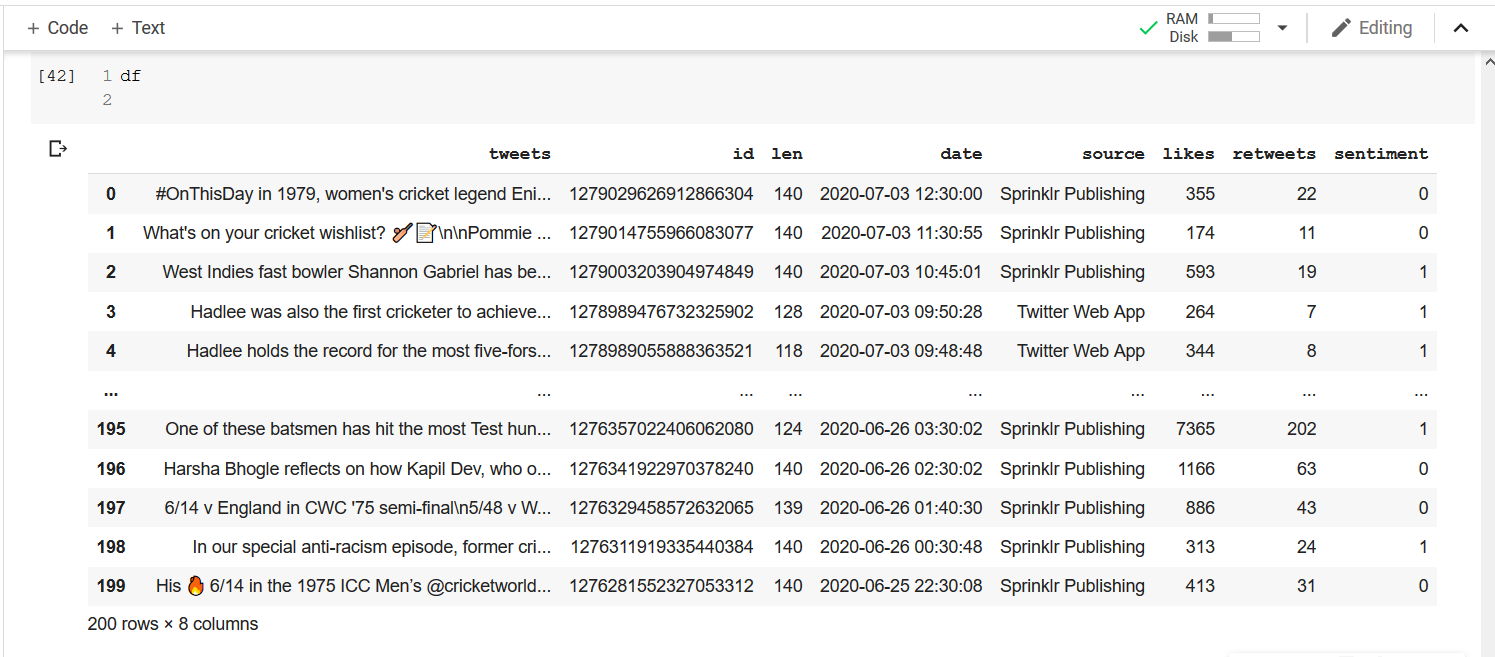 + Code + Text RAM Disk Editing
[42] 1 df
2
tweets id len date source likes retweets sentiment
0 #OnThisDay in 1979, women's cricket legend Eni... 1279029626912866304 140 2020-07-03 12:30:00 Sprinklr Publishing 355 22 0
1 What's on your cricket wishlist? 🏏📝\n\nPommie ... 1279014755966083077 140 2020-07-03 11:30:55 Sprinklr Publishing 174 11 0
2 West Indies fast bowler Shannon Gabriel has be... 1279003203904974849 140 2020-07-03 10:45:01 Sprinklr Publishing 593 19 1
3 Hadlee was also the first cricketer to achieve... 1278989476732325902 128 2020-07-03 09:50:28 Twitter Web App 264 7 1
4 Hadlee holds the record for the most five-fors... 1278989055888363521 118 2020-07-03 09:48:48 Twitter Web App 344 8 1
... ... ... ... ... ... ... ... ...
195 One of these batsmen has hit the most Test hun... 1276357022406062080 124 2020-06-26 03:30:02 Sprinklr Publishing 7365 202 1
196 Harsha Bhogle reflects on how Kapil Dev, who o... 1276341922970378240 140 2020-06-26 02:30:02 Sprinklr Publishing 1166 63 0
197 6/14 v England in CWC '75 semi-final\n5/48 v W... 1276329458572632065 139 2020-06-26 01:40:30 Sprinklr Publishing 886 43 0
198 In our special anti-racism episode, former cri... 1276311919335440384 140 2020-06-26 00:30:48 Sprinklr Publishing 313 24 1
199 His 🔥 6/14 in the 1975 ICC Men’s @cricketworld... 1276281552327053312 140 2020-06-25 22:30:08 Sprinklr Publishing 413 31 0
200 rows × 8 columns